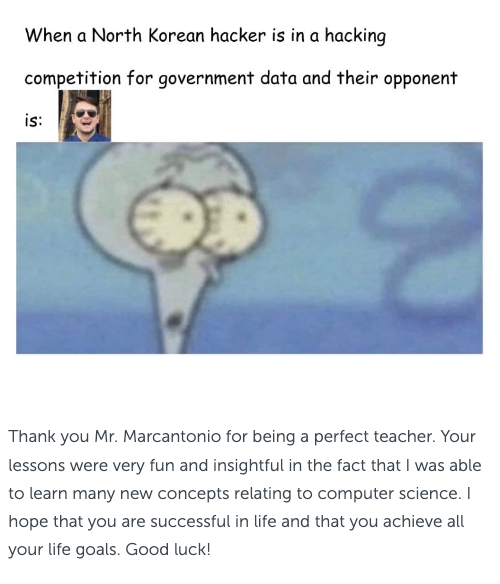 When a North Korean hacker is in a hacking
competition for government data and their opponent
is:
Thank you Mr. Marcantonio for being a perfect teacher. Your
lessons were very fun and insightful in the fact that I was able
to learn many new concepts relating to computer science. I
hope that you are successful in life and that you achieve all
your life goals. Good luck!